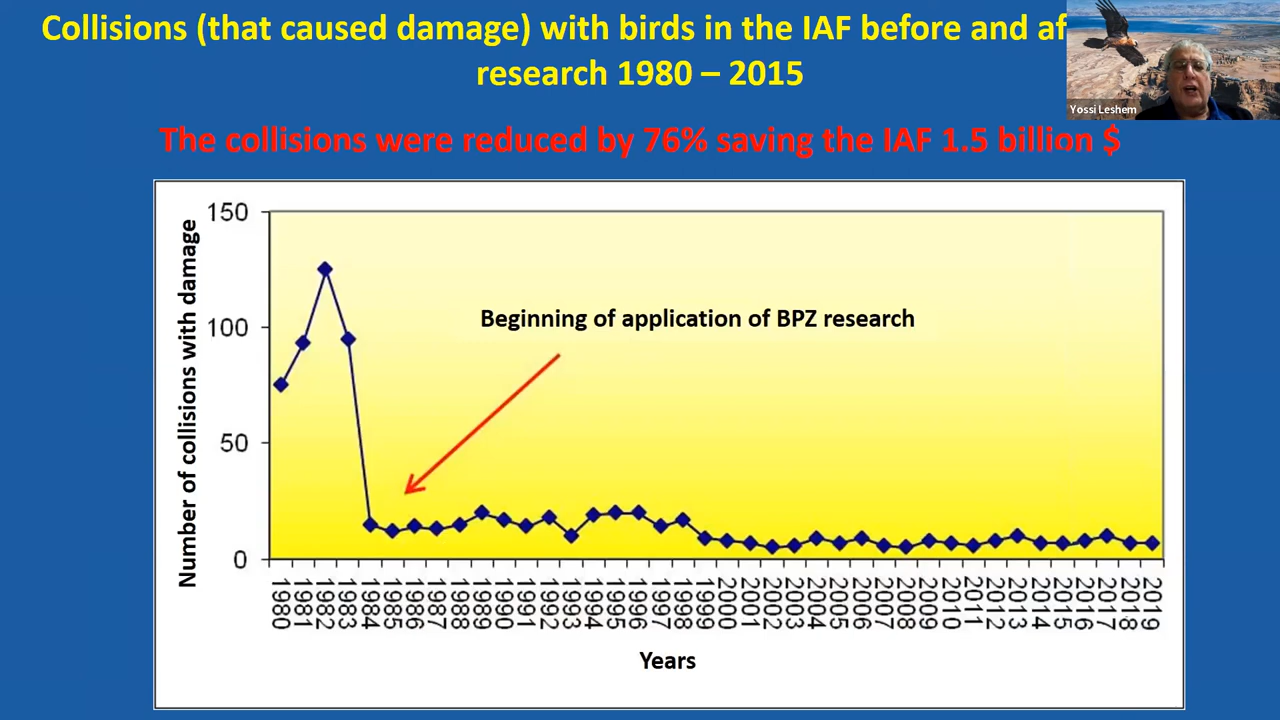 Collisions (that caused damage) with birds in the IAF before and
research 1980 – 2015
Yossi Leshem
The collisions were reduced by 76% saving the IAF 1.5 billion $
Number of collisions with damage
150
100
50
0
Beginning of application of BPZ research
1980 1981 1982 1983 1984 1985 1986 1987 1988 1989 1990 1991 1992 1993 1994 1995 1996 1997 1998 1999 2000 2001 2002 2003 2004 2005 2006 2007 2008 2009 2010 2011 2012 2013 2014 2015 2016 2017 2018 2019
Years